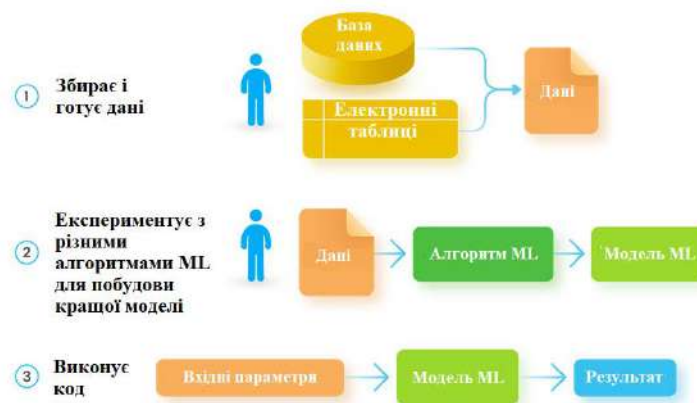 База
даних
1
Збирає і
готує дані
Дані
Електронні
таблиці
Експериментує з
різними
алгоритмами ML
для побудови
кращої моделі
2
Дані
Алгоритм ML
Модель ML
3
Виконує
код
Вхідні параметри
Модель ML
Результат